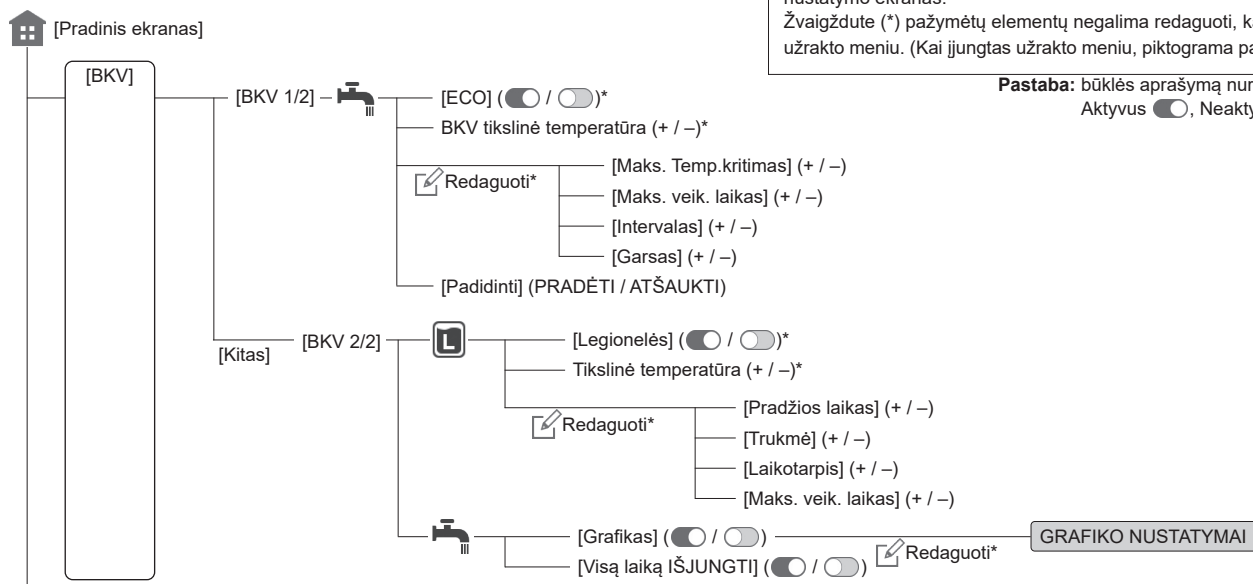 nustatymo ekranas.
Žvaigždute (*) pažymėtų elementų negalima redaguoti,
užrakto meniu. (Kai įjungtas užrakto meniu, piktograma
Pastaba: būklės aprašymą
Aktyvus
[Pradinis ekranas]
[BKV]
[BKV 1/2]
[ECO] ( / )*
BKV tikslinė temperatūra (+ / –)*
Redaguoti*
[Maks. Temp.kritimas] (+ / –)
[Maks. veik. laikas] (+ / –)
[Intervalas] (+ / –)
[Garsas] (+ / –)
[Padidinti] (PRADĖTI / ATŠAUKTI)
[Kitas]
[BKV 2/2]
L
[Legionelės] ( / )*
Tikslinė temperatūra (+ / –)*
Redaguoti*
[Pradžios laikas] (+ / –)
[Trukmė] (+ / –)
[Laikotarpis] (+ / –)
[Maks. veik. laikas] (+ / –)
[Grafikas] ( / )
Redaguoti*
GRAFIKO NUSTATYMAI
[Visą laiką IŠJUNGTI] ( / )